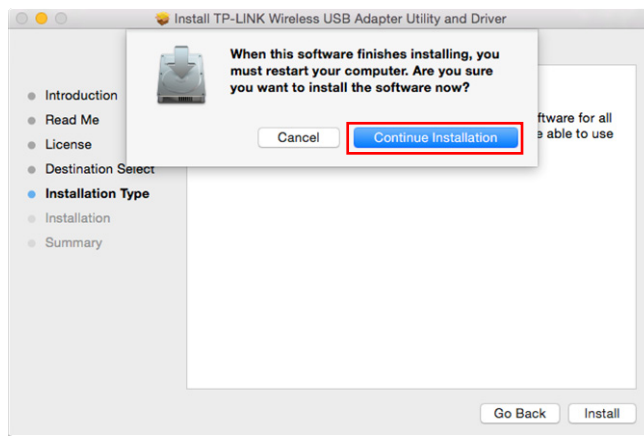 Install TP-LINK Wireless USB Adapter Utility and Driver
When this software finishes installing, you
must restart your computer. Are you sure
you want to install the software now?
Cancel
Continue Installation
Introduction
Read Me
License
Destination Select
Installation Type
Installation
Summary
ftware for all
able to use
Go Back
Install